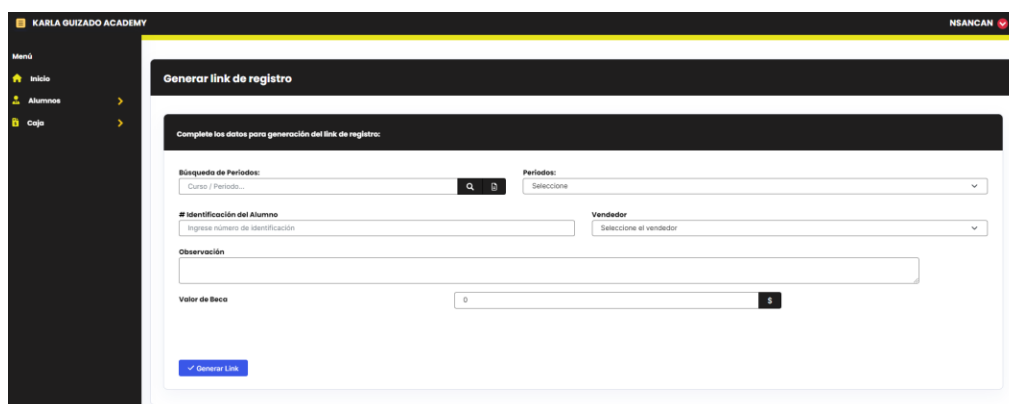 KARLA GUIZADO ACADEMY
NSANCAN
Menú
Inicio
Alumnos
Caja
Generar link de registro
Complete los datos para generación del link de registro:
Búsqueda de Periodos:
Periodos:
Curso / Periodo...
Seleccione
# Identificación del Alumno
Vendedor
Ingrese número de identificación
Seleccione el vendedor
Observación
Valor de Beca
0
$
Generar Link